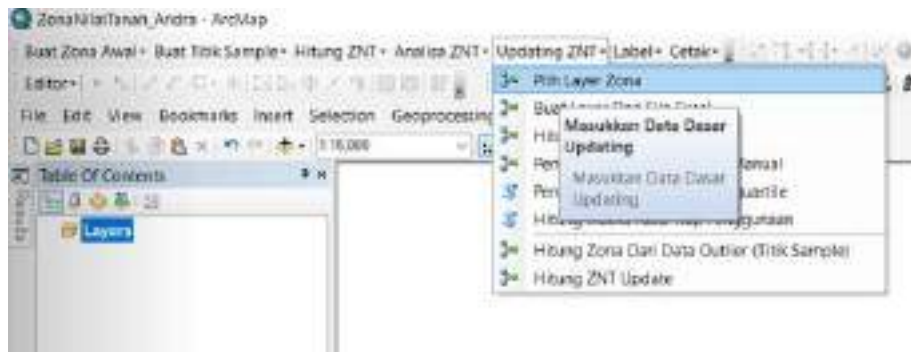 ZonaNilaiTanah_Andra - ArcMap
Buat Zona Awal Buat Titik Sample Hitung ZNT Analisa ZNT Updating ZNT Label Cetak
Editor
Pilih Layer Zona
File Edit View Bookmarks Insert Selection Geoprocessing
Masukkan Data Dasar
Updating
Masukkan Data Dasar
Updating
Table Of Contents
Layers
Hitung Zona Dari Data Outlier (Titik Sample)
Hitung ZNT Update